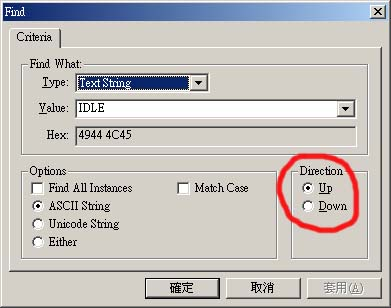 Find
Criteria
Find What:
Type: Text String
Value: IDLE
Hex: 4944 4C45
Options
Find All Instances Match Case
ASCII String
Unicode String
Either
Direction
Up
Down
確定 取消 套用(A)